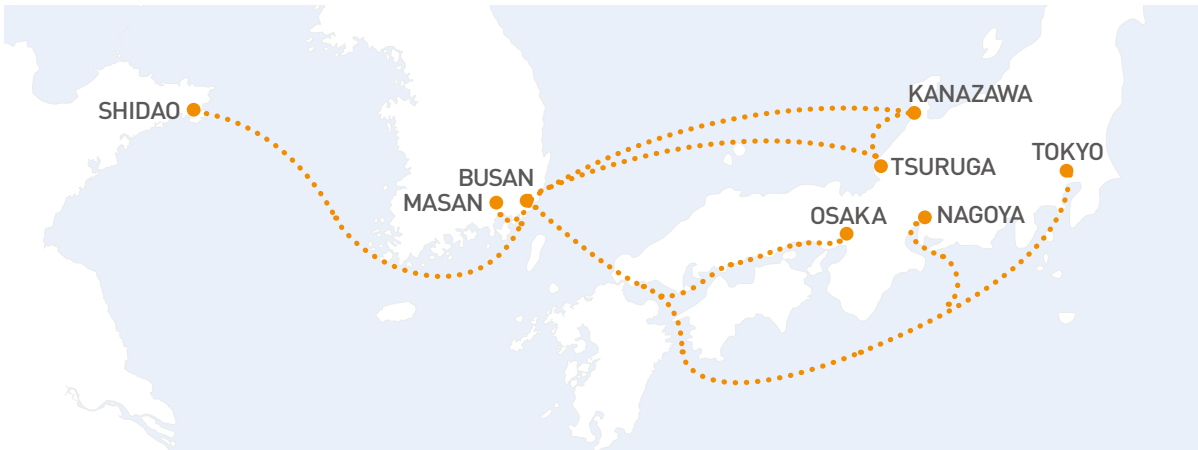 SHIDAO
KANAZAWA
TOKYO
TSURUGA
BUSAN
MASAN
OSAKA
NAGOYA